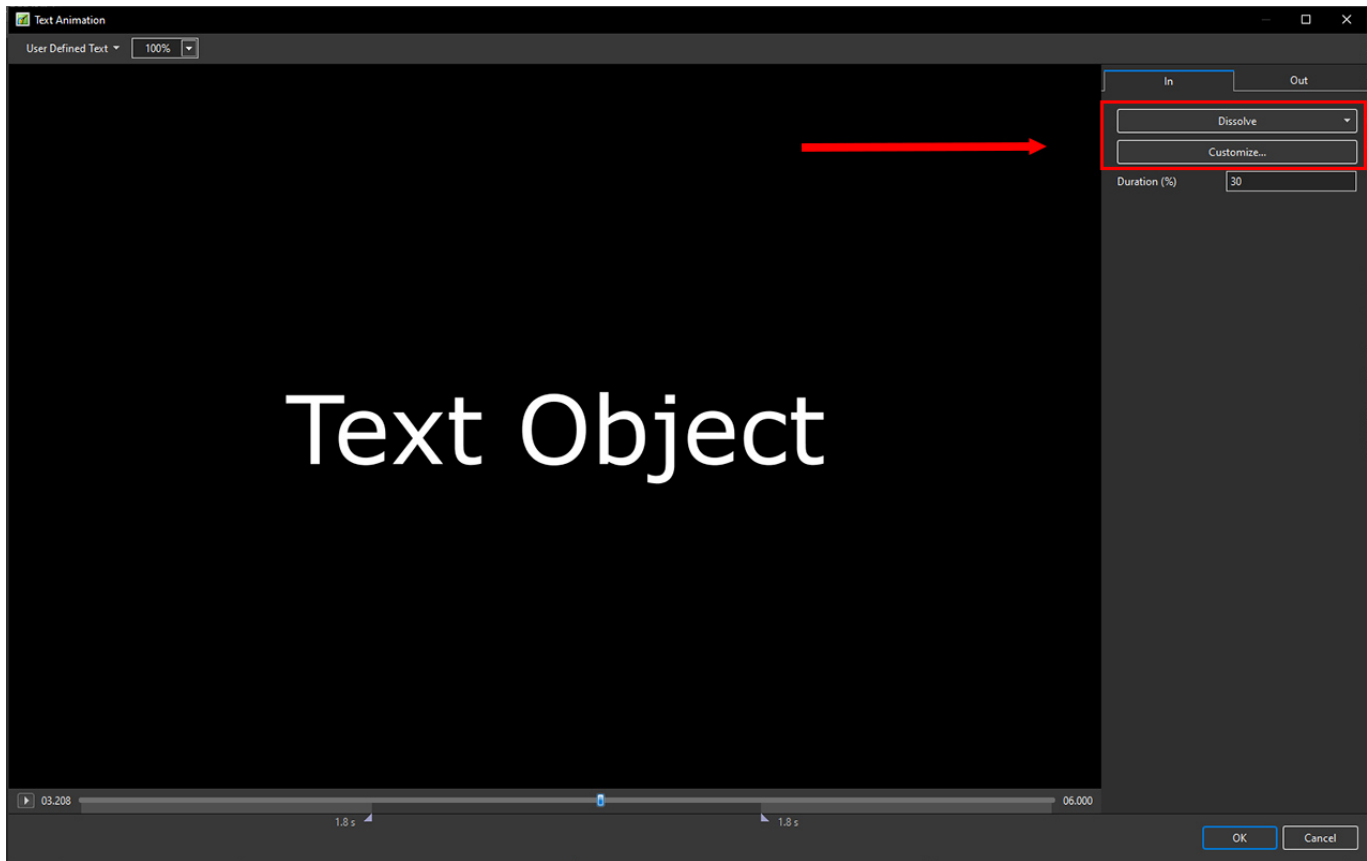 Text Animation
User Defined Text 100%
In Out
Dissolve
Customize...
Duration (%) 30
Text Object
03.208 06.000
1.8 s 1.8 s
OK Cancel